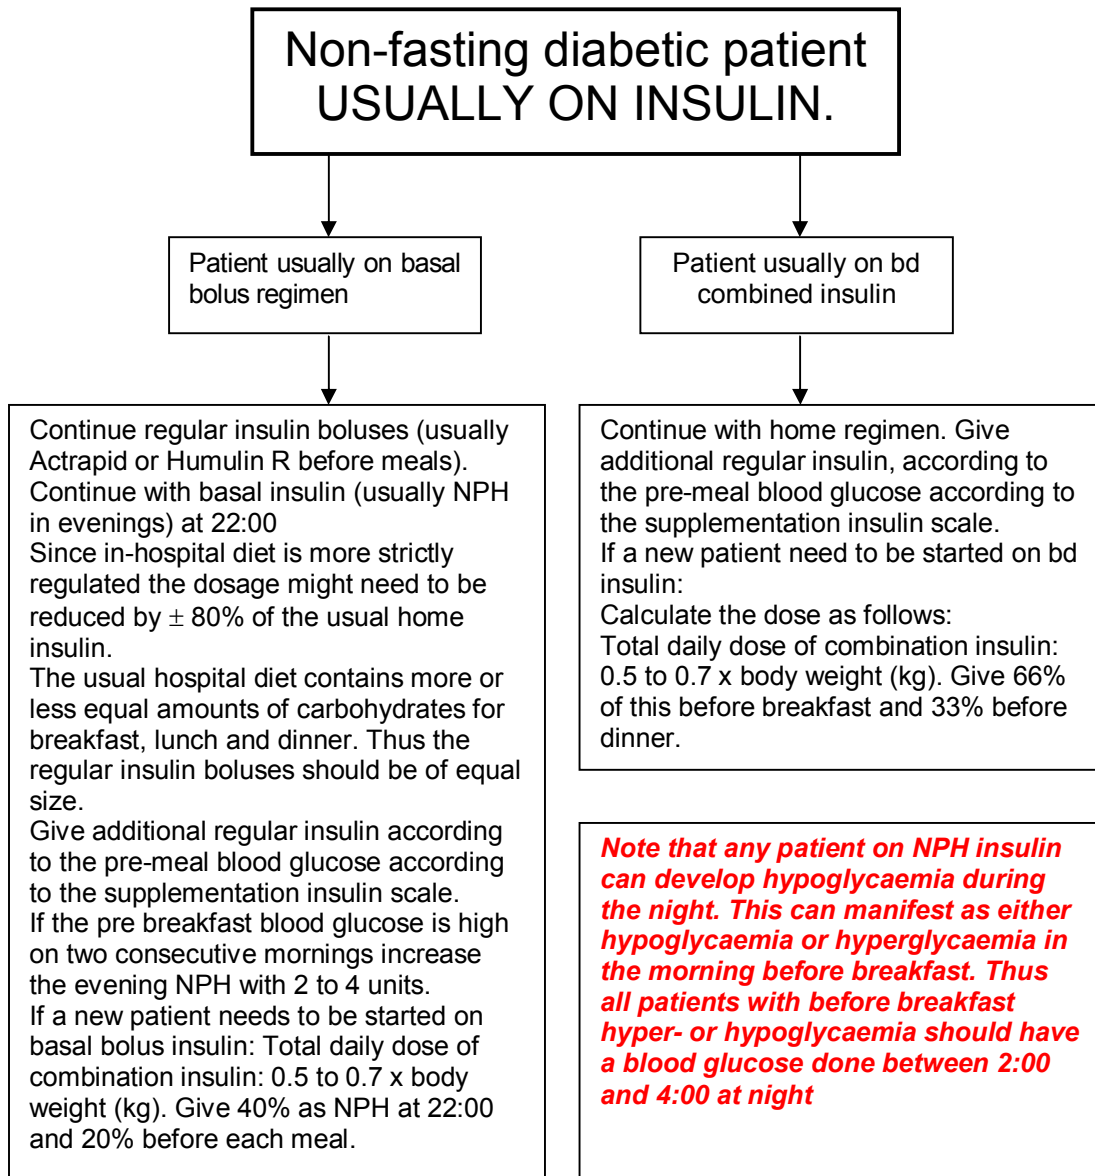 Non-fasting diabetic patient
USUALLY ON INSULIN.
Patient usually on basal
bolus regimen
Patient usually on bd
combined insulin
Continue regular insulin boluses (usually
Actrapid or Humulin R before meals).
Continue with basal insulin (usually NPH
in evenings) at 22:00
Since in-hospital diet is more strictly
regulated the dosage might need to be
reduced by ± 80% of the usual home
insulin.
The usual hospital diet contains more or
less equal amounts of carbohydrates for
breakfast, lunch and dinner. Thus the
regular insulin boluses should be of equal
size.
Give additional regular insulin according
to the pre-meal blood glucose according
to the supplementation insulin scale.
If the pre breakfast blood glucose is high
on two consecutive mornings increase
the evening NPH with 2 to 4 units.
If a new patient needs to be started on
basal bolus insulin: Total daily dose of
combination insulin: 0.5 to 0.7 x body
weight (kg). Give 40% as NPH at 22:00
and 20% before each meal.
Continue with home regimen. Give
additional regular insulin, according to
the pre-meal blood glucose according to
the supplementation insulin scale.
If a new patient need to be started on bd
insulin:
Calculate the dose as follows:
Total daily dose of combination insulin:
0.5 to 0.7 x body weight (kg). Give 66%
of this before breakfast and 33% before
dinner.
Note that any patient on NPH insulin
can develop hypoglycaemia during
the night. This can manifest as either
hypoglycaemia or hyperglycaemia in
the morning before breakfast. Thus
all patients with before breakfast
hyper- or hypoglycaemia should have
a blood glucose done between 2:00
and 4:00 at night